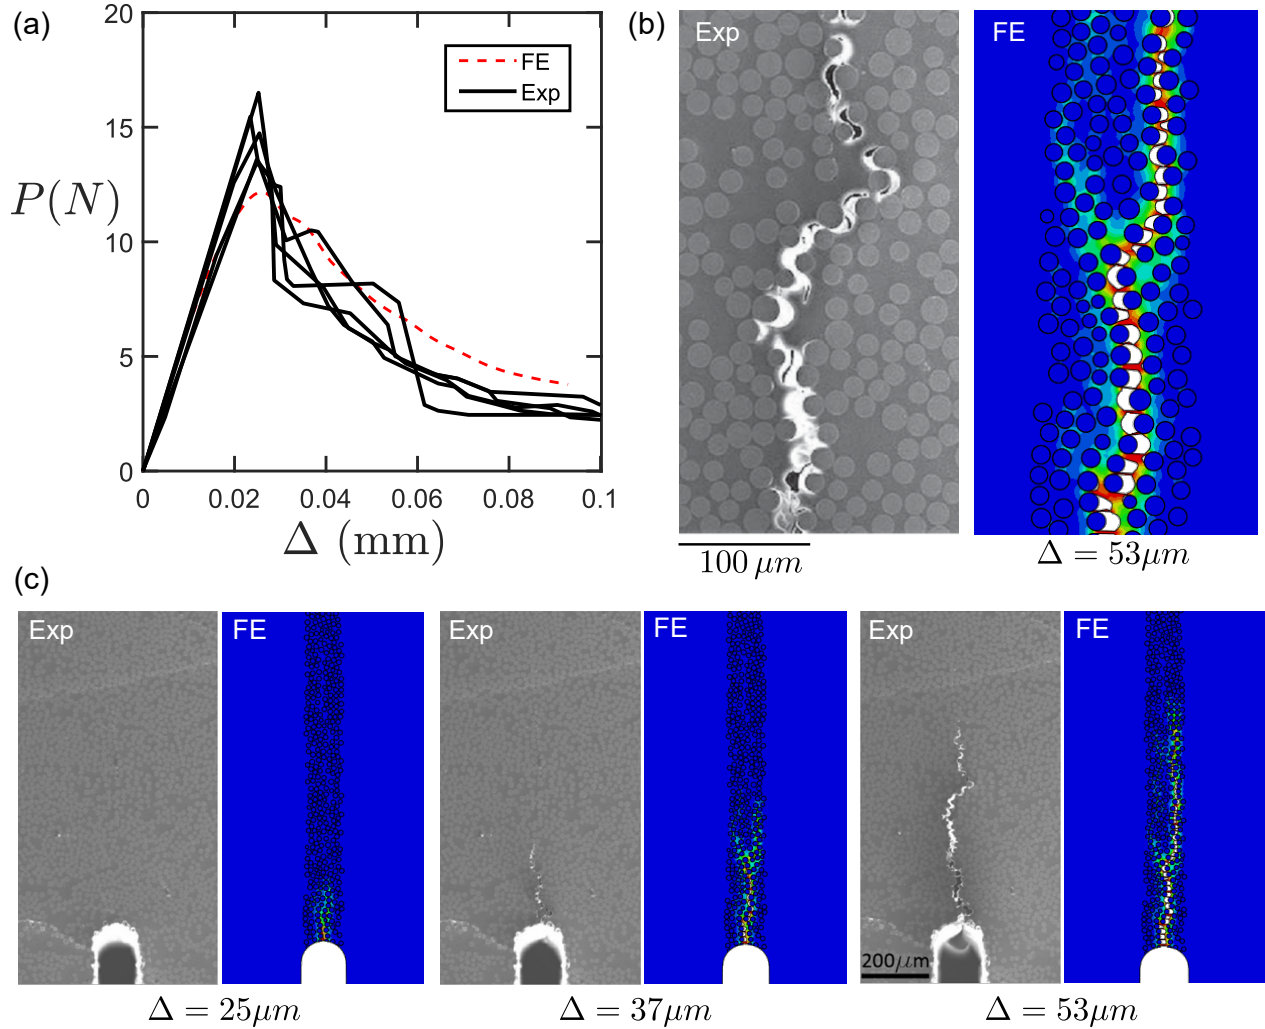 (a)
20
15
10
5
0
P(N)
FE
Exp
0
0.02
0.04
0.06
0.08
0.1
Δ (mm)
(b)
Exp
FE
100 μm
Δ = 53μm
(c)
Exp
FE
Exp
FE
Exp
FE
200μm
Δ = 25μm
Δ = 37μm
Δ = 53μm